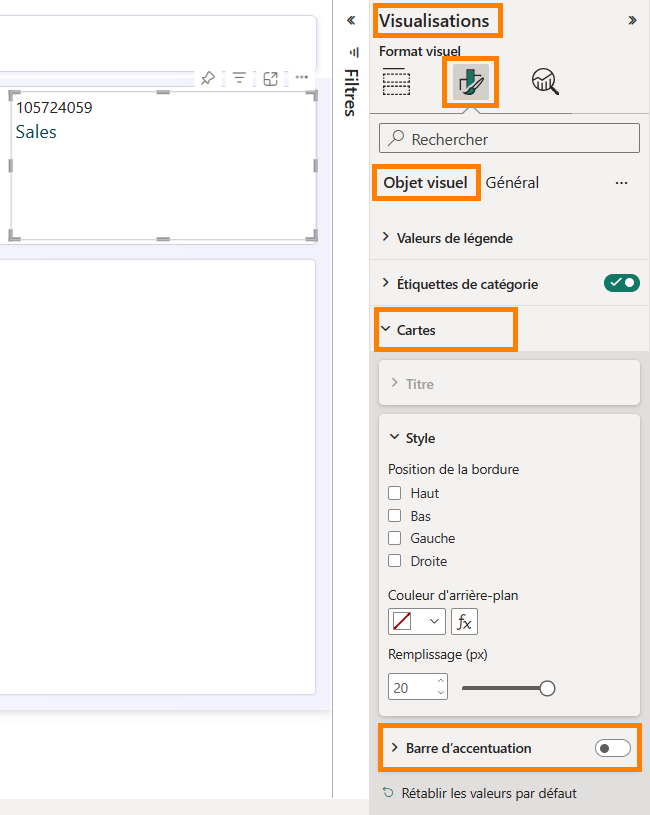 105724059
Sales
Filtres
Visualisations
Format visuel
Rechercher
Objet visuel Général
Valeurs de légende
Étiquettes de catégorie
Cartes
Titre
Style
Position de la bordure
Haut
Bas
Gauche
Droite
Couleur d'arrière-plan
fx
Remplissage (px)
20
Barre d'accentuation
Rétablir les valeurs par défaut